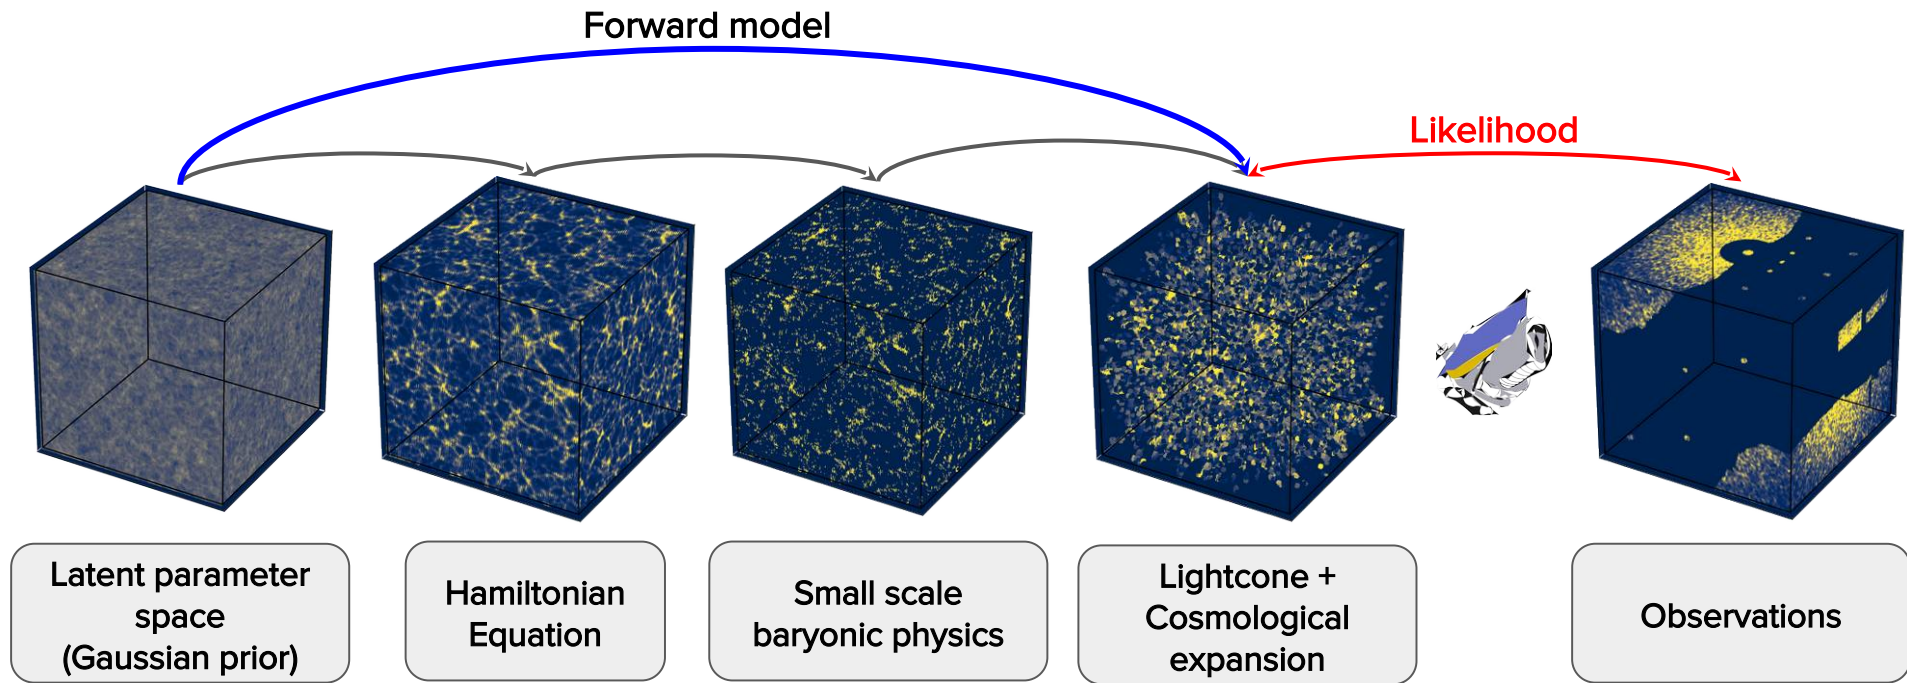 Forward model
Likelihood
Latent parameter
space
(Gaussian prior)
Hamiltonian
Equation
Small scale
baryonic physics
Lightcone +
Cosmological
expansion
Observations